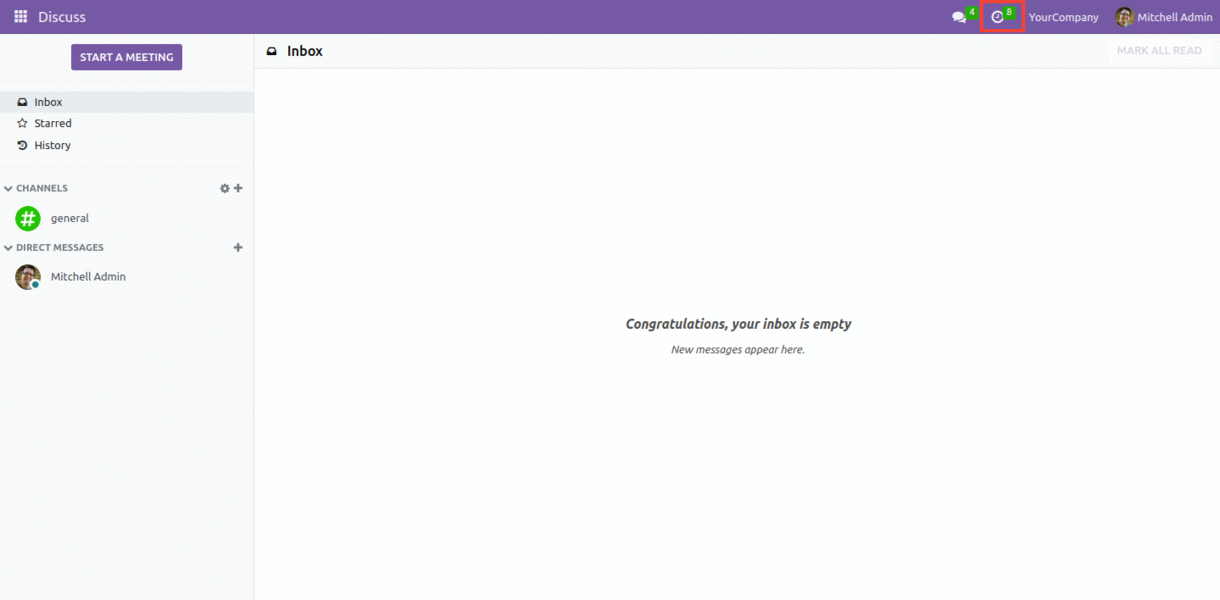 Discuss
4
8
YourCompany
Mitchell Admin
START A MEETING
Inbox
MARK ALL READ
Inbox
Starred
History
CHANNELS
general
DIRECT MESSAGES
Mitchell Admin
Congratulations, your inbox is empty
New messages appear here.